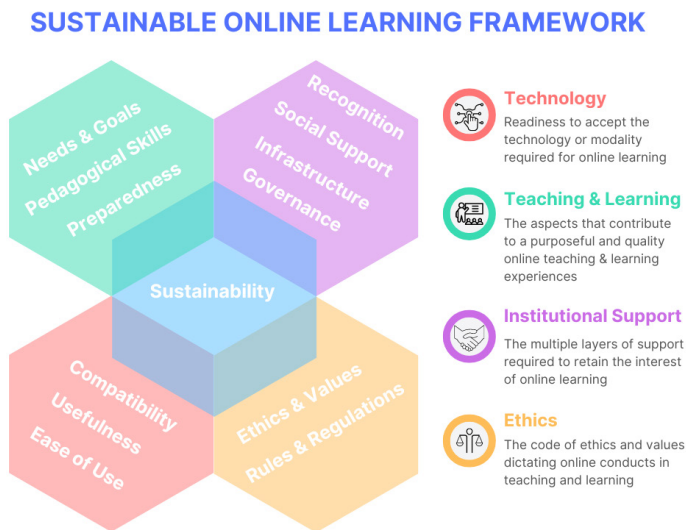 SUSTAINABLE ONLINE LEARNING FRAMEWORK
Needs & Goals
Pedagogical Skills
Preparedness
Recognition
Social Support
Infrastructure
Governance
Sustainability
Compatibility
Usefulness
Ease of Use
Ethics & Values
Rules & Regulations
Technology
Readiness to accept the
technology or modality
required for online learning
Teaching & Learning
The aspects that contribute
to a purposeful and quality
online teaching & learning
experiences
Institutional Support
The multiple layers of support
required to retain the interest
of online learning
Ethics
The code of ethics and values
dictating online conducts in
teaching and learning